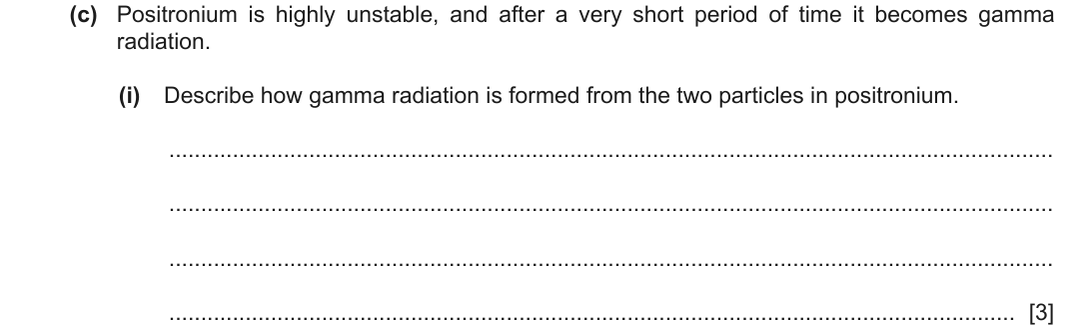 (c) Positronium is highly unstable, and after a very short period of time it becomes gamma
radiation.
(i) Describe how gamma radiation is formed from the two particles in positronium.
....................................................................................................
....................................................................................................
....................................................................................................
.................................................................................................... [3]